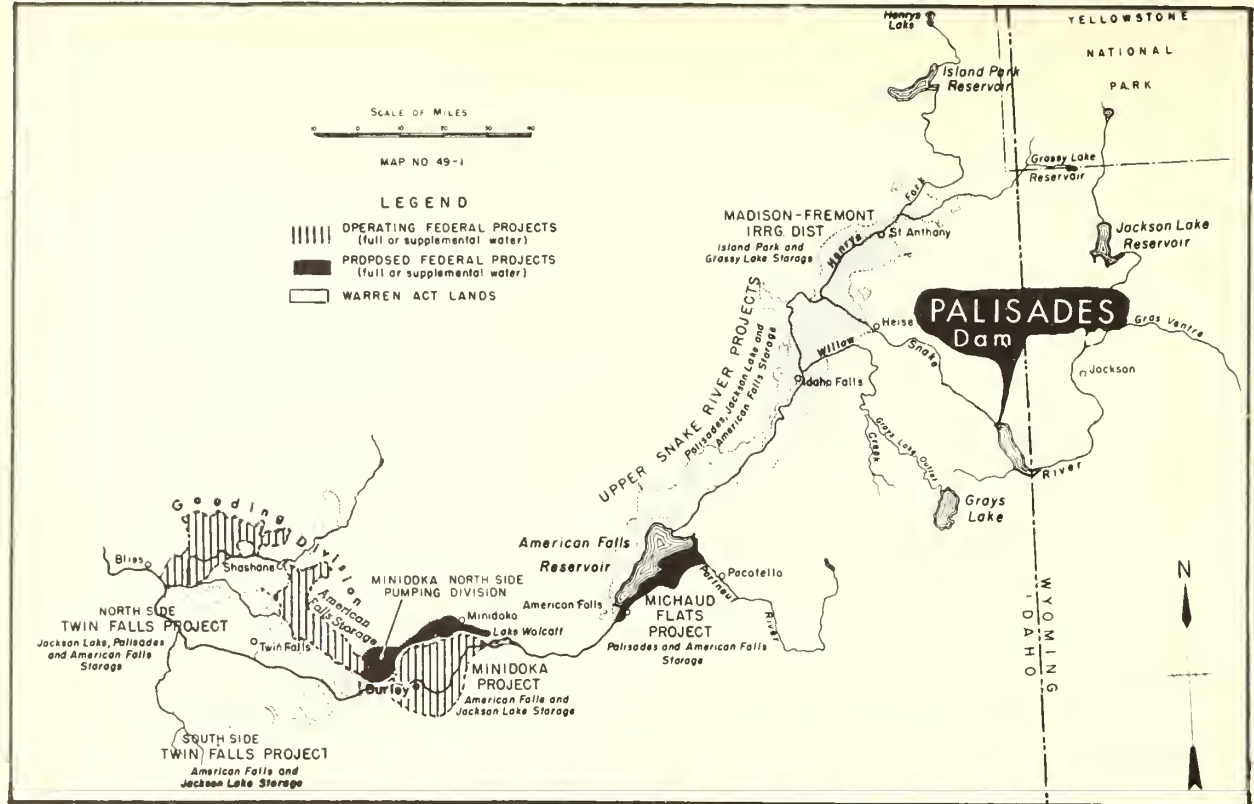 Henrys
Lake
YELLOWSTONE
NATIONAL
PARK
Island Park
Reservoir
SCALE OF MILES
10 0 10 20 30 40
MAP NO 49-1
LEGEND
OPERATING FEDERAL PROJECTS
(full or supplemental water)
PROPOSED FEDERAL PROJECTS
(full or supplemental water)
WARREN ACT LANDS
Grassy Lake
Reservoir
Henrys Fork
MADISON-FREMONT
IRRG. DIST
Island Park and
Grassy Lake Storage
St Anthony
Jackson Lake
Reservoir
PALISADES
Dam
Gros Ventre
Heise
Snake
Willow
Jackson
Idaho Falls
UPPER SNAKE RIVER PROJECTS
Palisades, Jackson Lake and
American Falls Storage
Grays Lake Outlet
Creek
River
Grays
Lake
American Falls
Reservoir
Gooding Division
Bliss
Shoshone
American
Falls Storage
MINIDOKA NORTH SIDE
PUMPING DIVISION
Pocatello
Portneuf
River
American Falls
MICHAUD
FLATS
PROJECT
Palisades and American Falls
Storage
Minidoka
Lake Walcott
NORTH SIDE
TWIN FALLS PROJECT
Jackson Lake, Palisades
and American Falls
Storage
Twin Falls
Burley
MINIDOKA
PROJECT
American Falls and
Jackson Lake Storage
SOUTH SIDE
TWIN FALLS PROJECT
American Falls and
Jackson Lake Storage
WYOMING
IDAHO
N